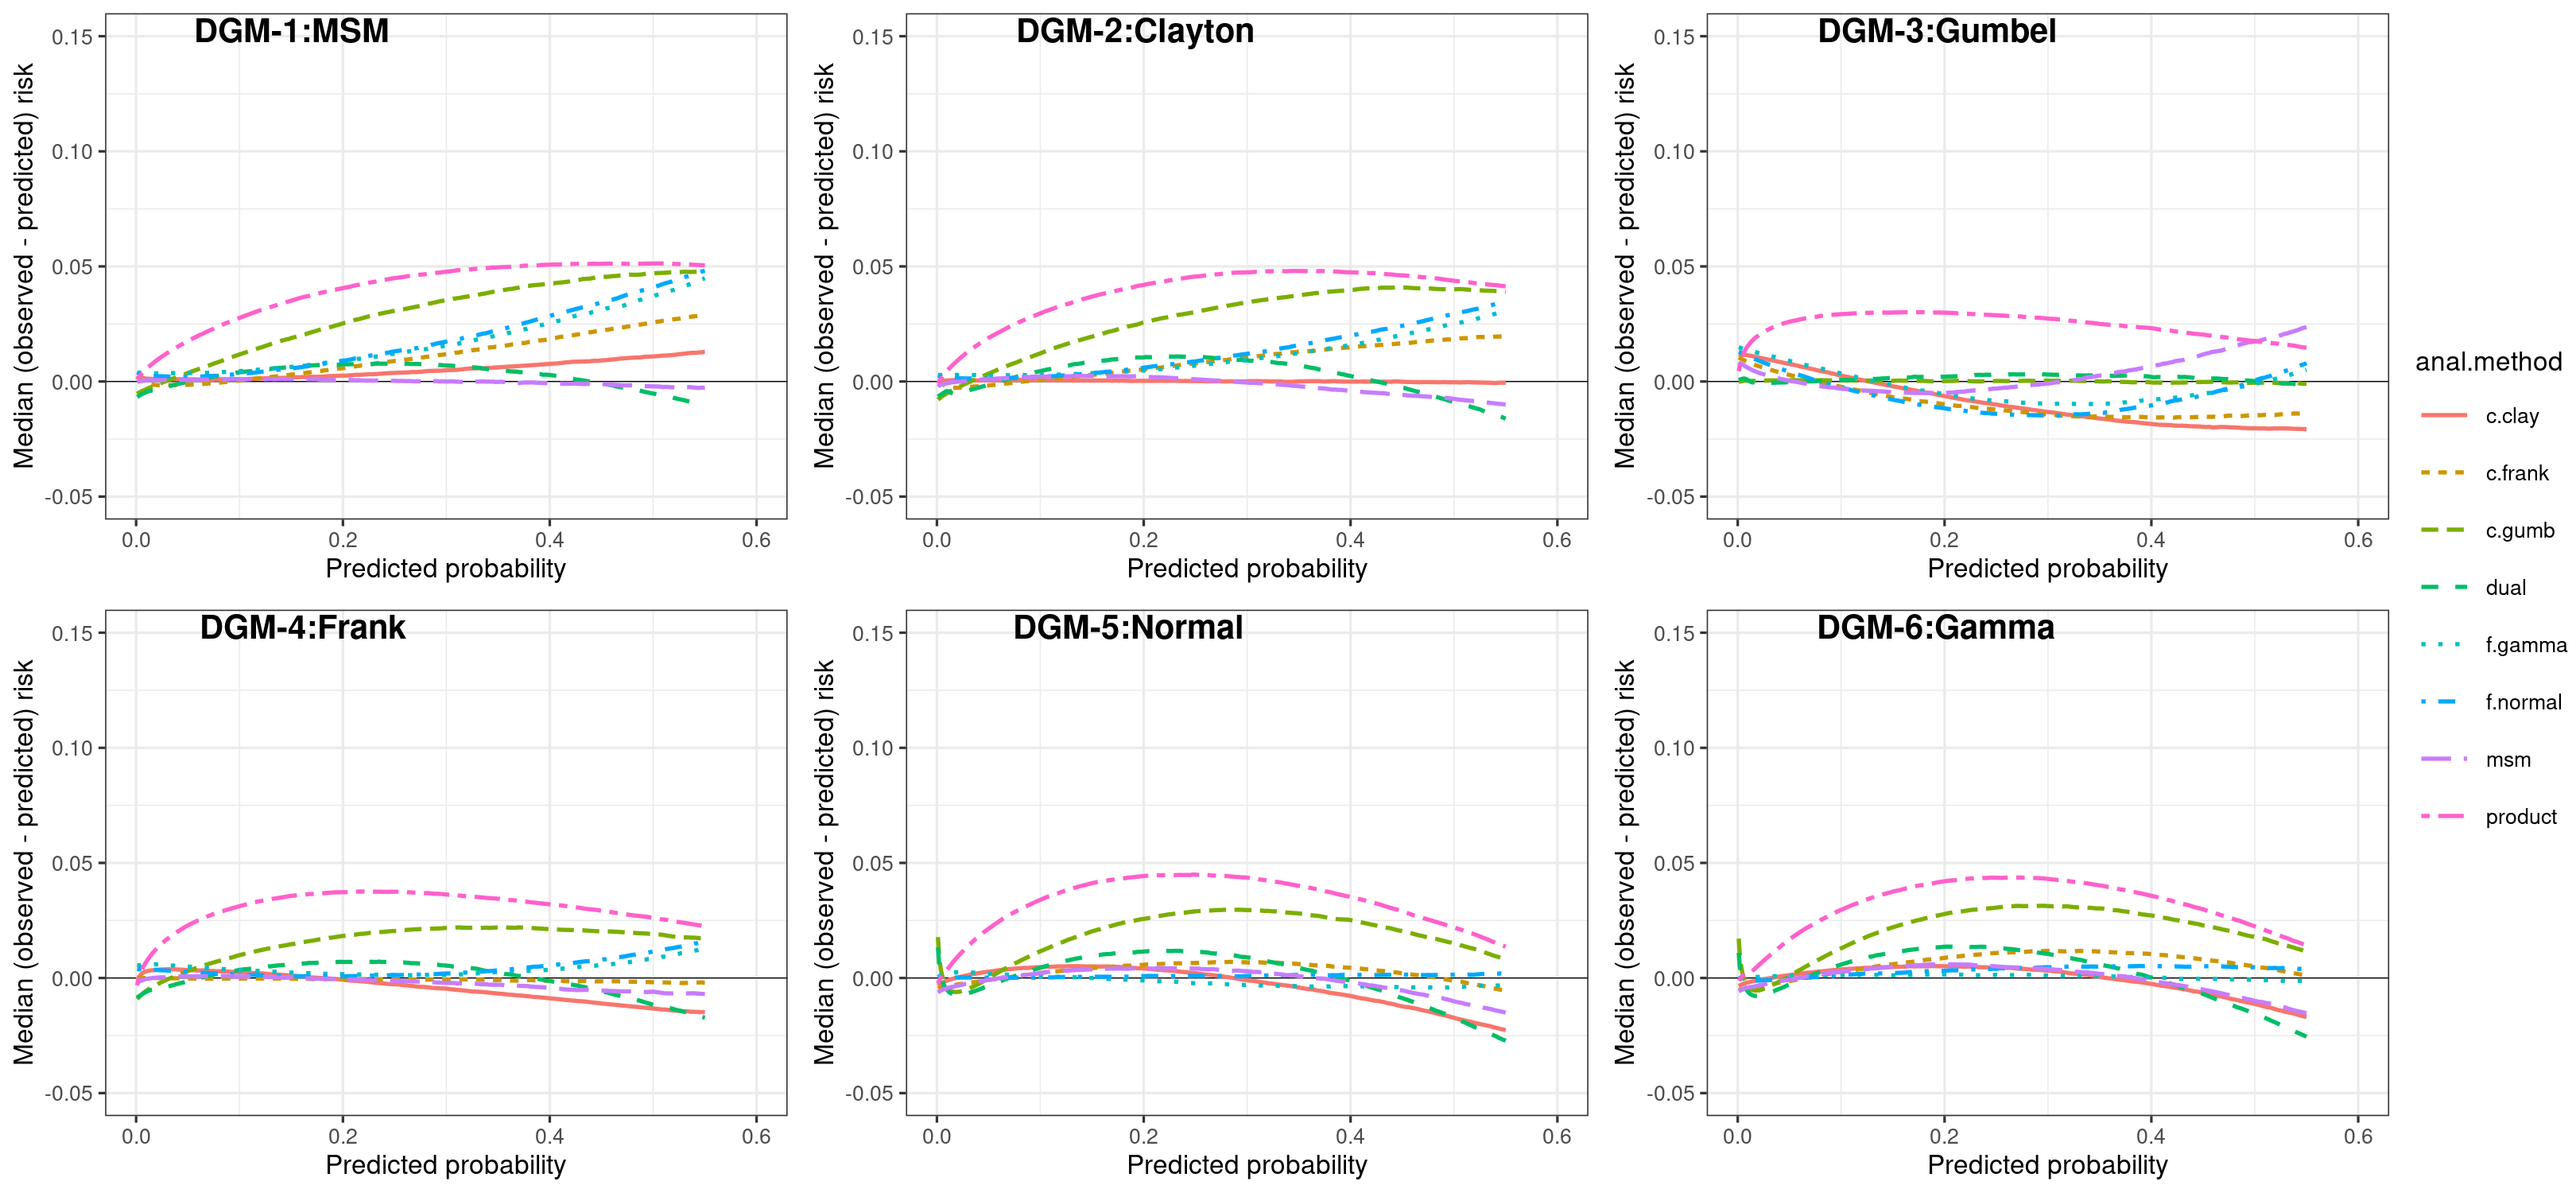 DGM-1:MSM
Median (observed - predicted) risk
0.15
0.10
0.05
0.00
-0.05
0.0 0.2 0.4 0.6
Predicted probability
DGM-2:Clayton
Median (observed - predicted) risk
0.15
0.10
0.05
0.00
-0.05
0.0 0.2 0.4 0.6
Predicted probability
DGM-3:Gumbel
Median (observed - predicted) risk
0.15
0.10
0.05
0.00
-0.05
0.0 0.2 0.4 0.6
Predicted probability
DGM-4:Frank
Median (observed - predicted) risk
0.15
0.10
0.05
0.00
-0.05
0.0 0.2 0.4 0.6
Predicted probability
DGM-5:Normal
Median (observed - predicted) risk
0.15
0.10
0.05
0.00
-0.05
0.0 0.2 0.4 0.6
Predicted probability
DGM-6:Gamma
Median (observed - predicted) risk
0.15
0.10
0.05
0.00
-0.05
0.0 0.2 0.4 0.6
Predicted probability
anal.method
c.clay
c.frank
c.gumb
dual
f.gamma
f.normal
msm
product